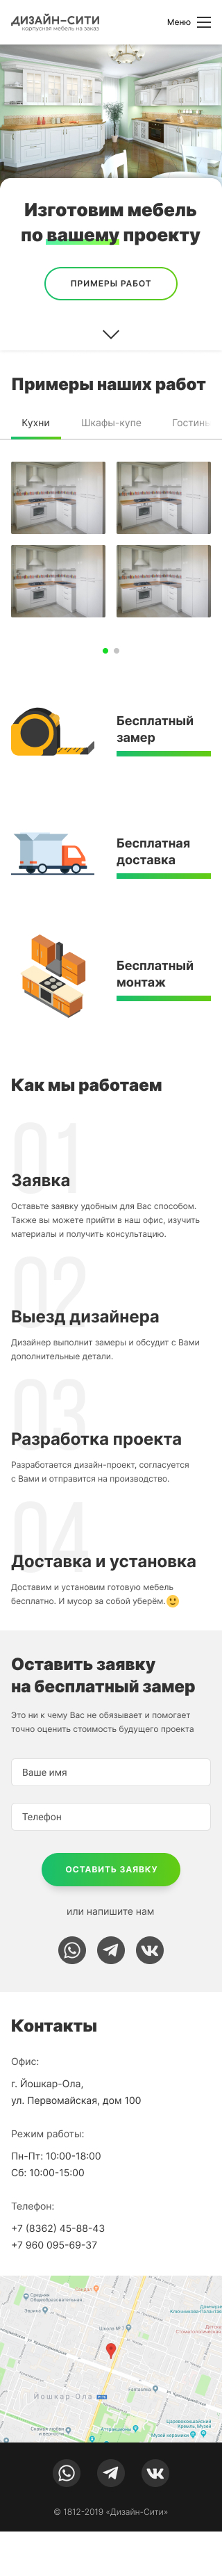 ДИЗАЙН-СИТИ
корпусная мебель на заказ
Меню
Изготовим мебель
по вашему проекту
ПРИМЕРЫ РАБОТ
Примеры наших работ
Кухни Шкафы-купе Гостины
Бесплатный
замер
Бесплатная
доставка
Бесплатный
монтаж
Как мы работаем
01
Заявка
Оставьте заявку удобным для Вас способом.
Также вы можете прийти в наш офис, изучить
материалы и получить консультацию.
02
Выезд дизайнера
Дизайнер выполнит замеры и обсудит с Вами
дополнительные детали.
03
Разработка проекта
Разработается дизайн-проект, согласуется
с Вами и отправится на производство.
04
Доставка и установка
Доставим и установим готовую мебель
бесплатно. И мусор за собой уберём.
Оставить заявку
на бесплатный замер
Это ни к чему Вас не обязывает и помогает
точно оценить стоимость будущего проекта
Ваше имя
Телефон
ОСТАВИТЬ ЗАЯВКУ
или напишите нам
Контакты
Офис:
г. Йошкар-Ола,
ул. Первомайская, дом 100
Режим работы:
Пн-Пт: 10:00-18:00
Сб: 10:00-15:00
Телефон:
+7 (8362) 45-88-43
+7 960 095-69-37
Йошкар-Ола
© 1812-2019 «Дизайн-Сити»